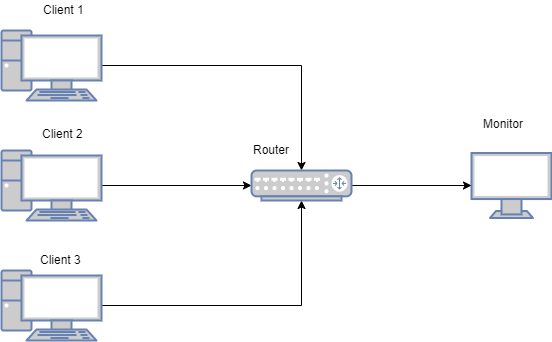 Client 1
Client 2
Monitor
Router
Client 3